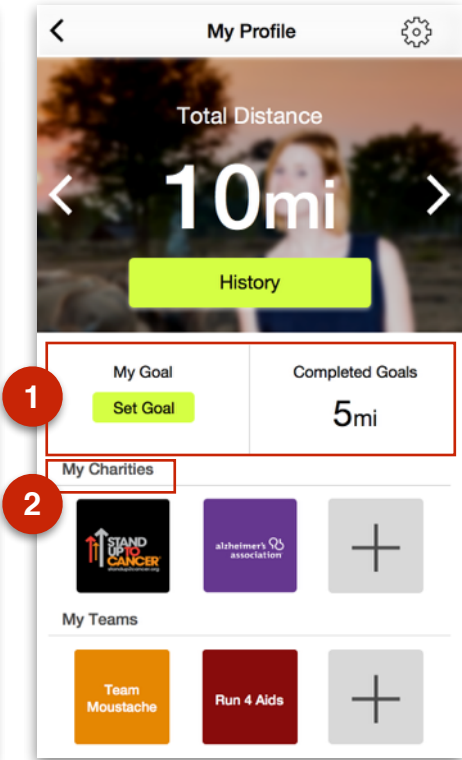 My Profile
Total Distance
10mi
History
1
My Goal
Completed Goals
Set Goal
5mi
2
My Charities
STAND
UP TO
CANCER
standup2cancer.org
alzheimer's
association
My Teams
Team
Moustache
Run 4 Aids